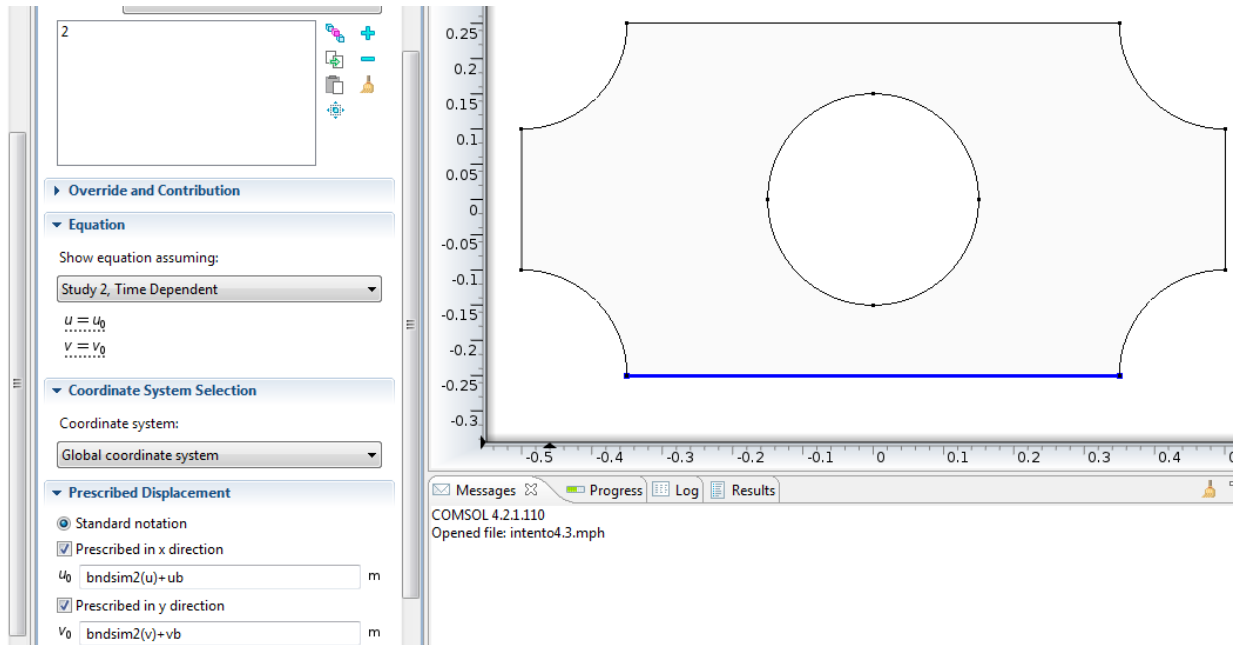 2
Override and Contribution
Equation
Show equation assuming:
Study 2, Time Dependent
u = u₀
v = v₀
Coordinate System Selection
Coordinate system:
Global coordinate system
Prescribed Displacement
Standard notation
Prescribed in x direction
u₀ bndsim2(u)+ub m
Prescribed in y direction
v₀ bndsim2(v)+vb m
0.25
0.2
0.15
0.1
0.05
0
-0.05
-0.1
-0.15
-0.2
-0.25
-0.3
-0.5 -0.4 -0.3 -0.2 -0.1 0 0.1 0.2 0.3 0.4
Messages Progress Log Results
COMSOL 4.2.1.110
Opened file: intento4.3.mph